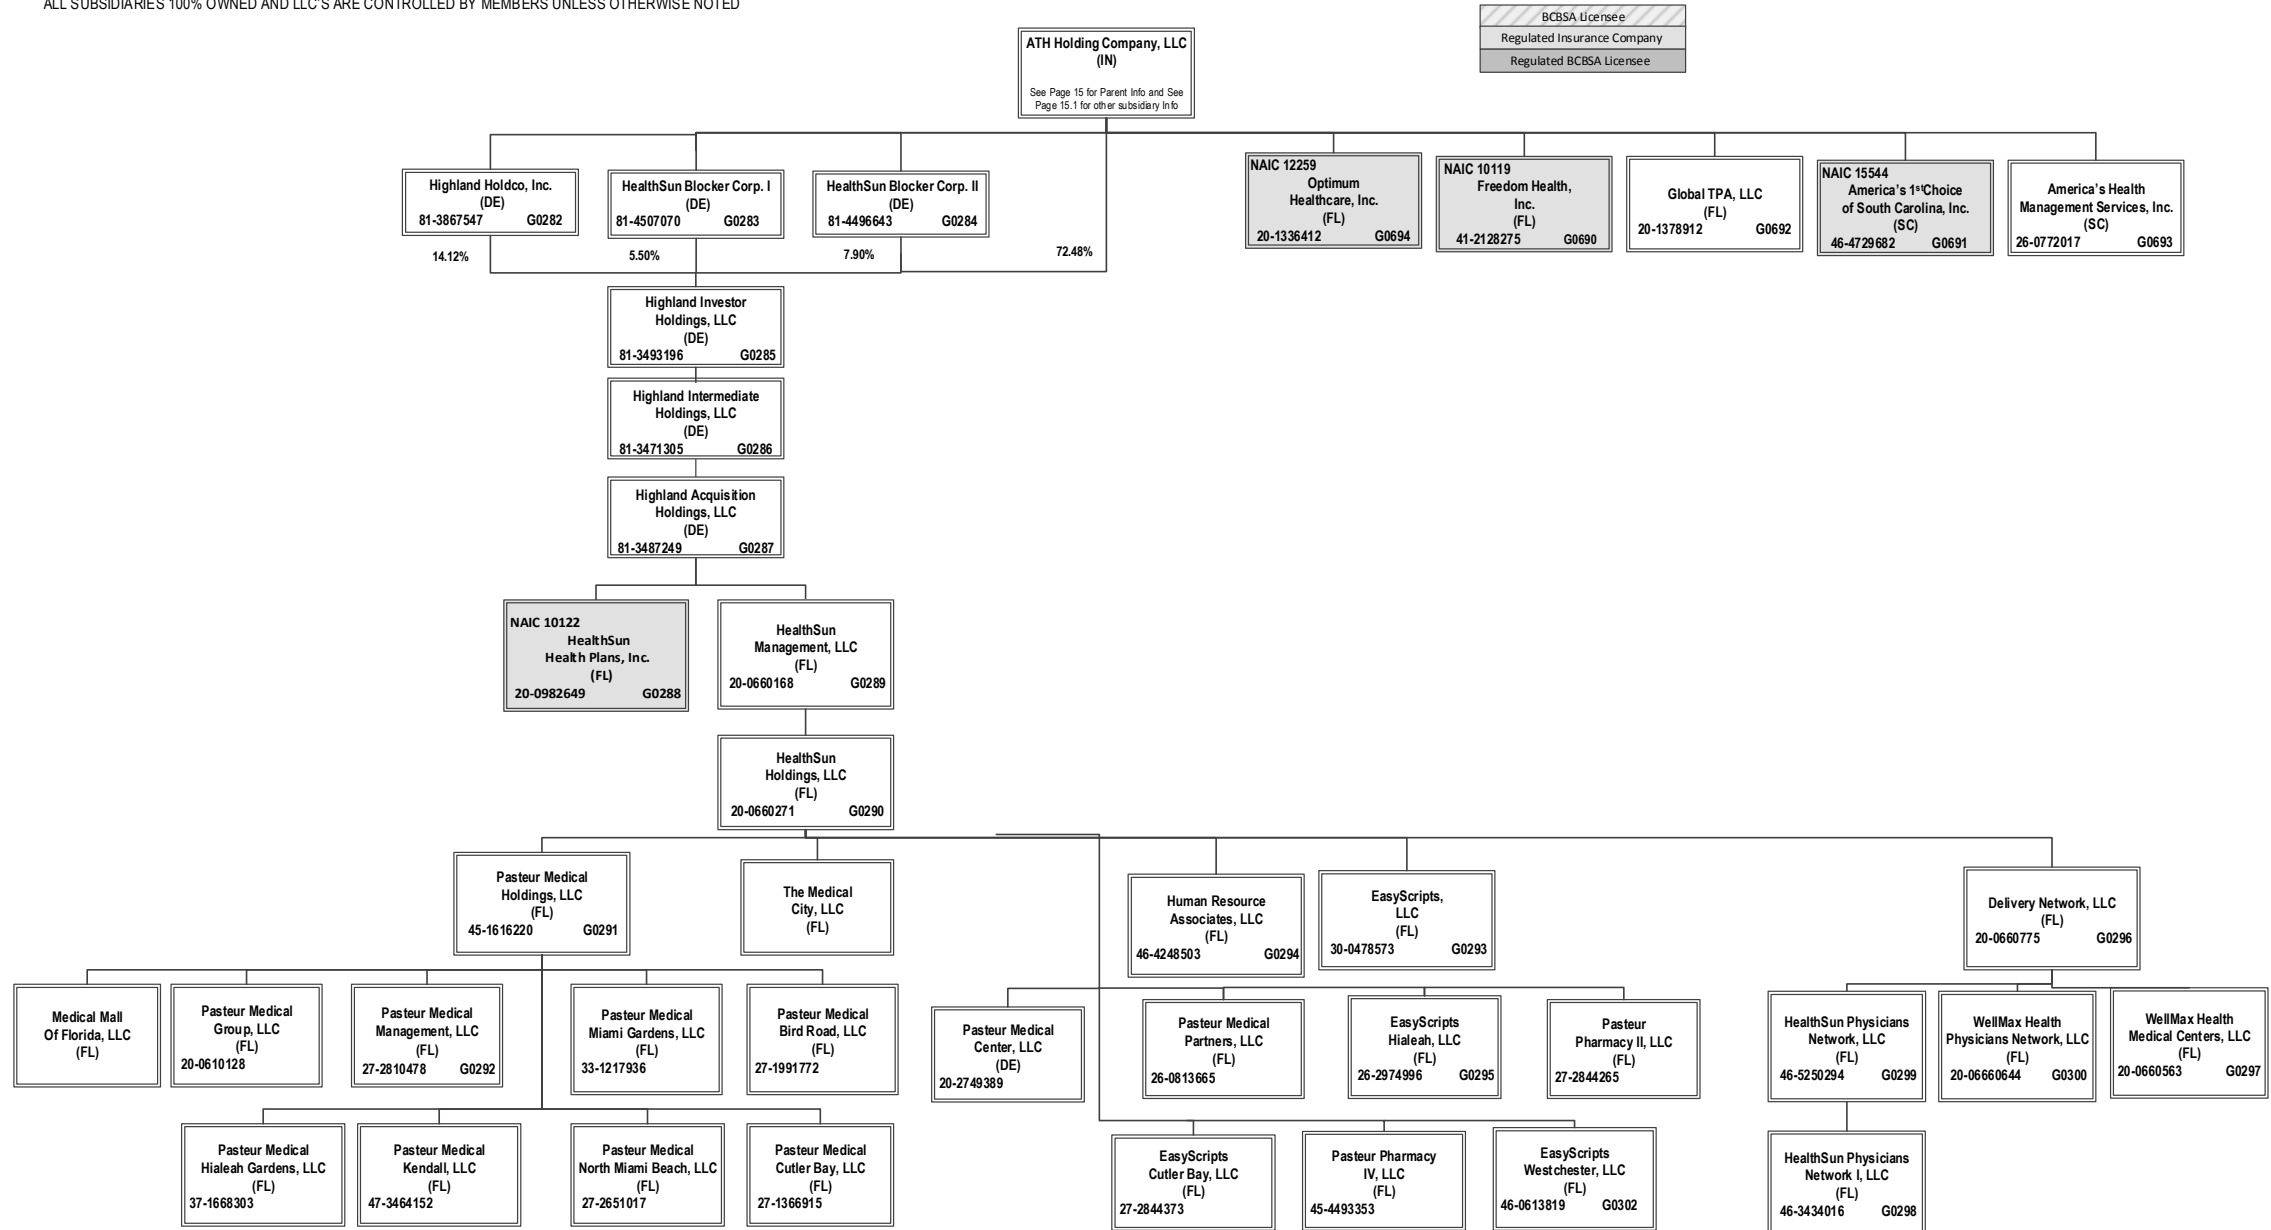 ALL SUBSIDIARIES 100% OWNED AND LLC'S ARE CONTROLLED BY MEMBERS UNLESS OTHERWISE NOTED
BCBSA Licensee
Regulated Insurance Company
Regulated BCBSA Licensee
ATH Holding Company, LLC
(IN)
See Page 15 for Parent Info and See
Page 15.1 for other subsidiary Info
Highland Holdco, Inc.
(DE)
81-3867547 G0282
HealthSun Blocker Corp. I
(DE)
81-4507070 G0283
HealthSun Blocker Corp. II
(DE)
81-4496643 G0284
NAIC 12259
Optimum
Healthcare, Inc.
(FL)
20-1336412 G0694
NAIC 10119
Freedom Health,
Inc.
(FL)
41-2128275 G0690
Global TPA, LLC
(FL)
20-1378912 G0692
NAIC 15544
America's 1st Choice
of South Carolina, Inc.
(SC)
46-4729682 G0691
America's Health
Management Services, Inc.
(SC)
26-0772017 G0693
14.12%
5.50%
7.90%
72.48%
Highland Investor
Holdings, LLC
(DE)
81-3493196 G0285
Highland Intermediate
Holdings, LLC
(DE)
81-3471305 G0286
Highland Acquisition
Holdings, LLC
(DE)
81-3487249 G0287
NAIC 10122
HealthSun
Health Plans, Inc.
(FL)
20-0982649 G0288
HealthSun
Management, LLC
(FL)
20-0660168 G0289
HealthSun
Holdings, LLC
(FL)
20-0660271 G0290
Pasteur Medical
Holdings, LLC
(FL)
45-1616220 G0291
The Medical
City, LLC
(FL)
Human Resource
Associates, LLC
(FL)
46-4248503 G0294
EasyScripts,
LLC
(FL)
30-0478573 G0293
Delivery Network, LLC
(FL)
20-0660775 G0296
Medical Mall
Of Florida, LLC
(FL)
Pasteur Medical
Group, LLC
(FL)
20-0610128
Pasteur Medical
Management, LLC
(FL)
27-2810478 G0292
Pasteur Medical
Miami Gardens, LLC
(FL)
33-1217936
Pasteur Medical
Bird Road, LLC
(FL)
27-1991772
Pasteur Medical
Center, LLC
(DE)
20-2749389
Pasteur Medical
Partners, LLC
(FL)
26-0813665
EasyScripts
Hialeah, LLC
(FL)
26-2974996 G0295
Pasteur
Pharmacy II, LLC
(FL)
27-2844265
HealthSun Physicians
Network, LLC
(FL)
46-5250294 G0299
WellMax Health
Physicians Network, LLC
(FL)
20-06660644 G0300
WellMax Health
Medical Centers, LLC
(FL)
20-0660563 G0297
Pasteur Medical
Hialeah Gardens, LLC
(FL)
37-1668303
Pasteur Medical
Kendall, LLC
(FL)
47-3464152
Pasteur Medical
North Miami Beach, LLC
(FL)
27-2651017
Pasteur Medical
Cutler Bay, LLC
(FL)
27-1366915
EasyScripts
Cutler Bay, LLC
(FL)
27-2844373
Pasteur Pharmacy
IV, LLC
(FL)
45-4493353
EasyScripts
Westchester, LLC
(FL)
46-0613819 G0302
HealthSun Physicians
Network I, LLC
(FL)
46-3434016 G0298